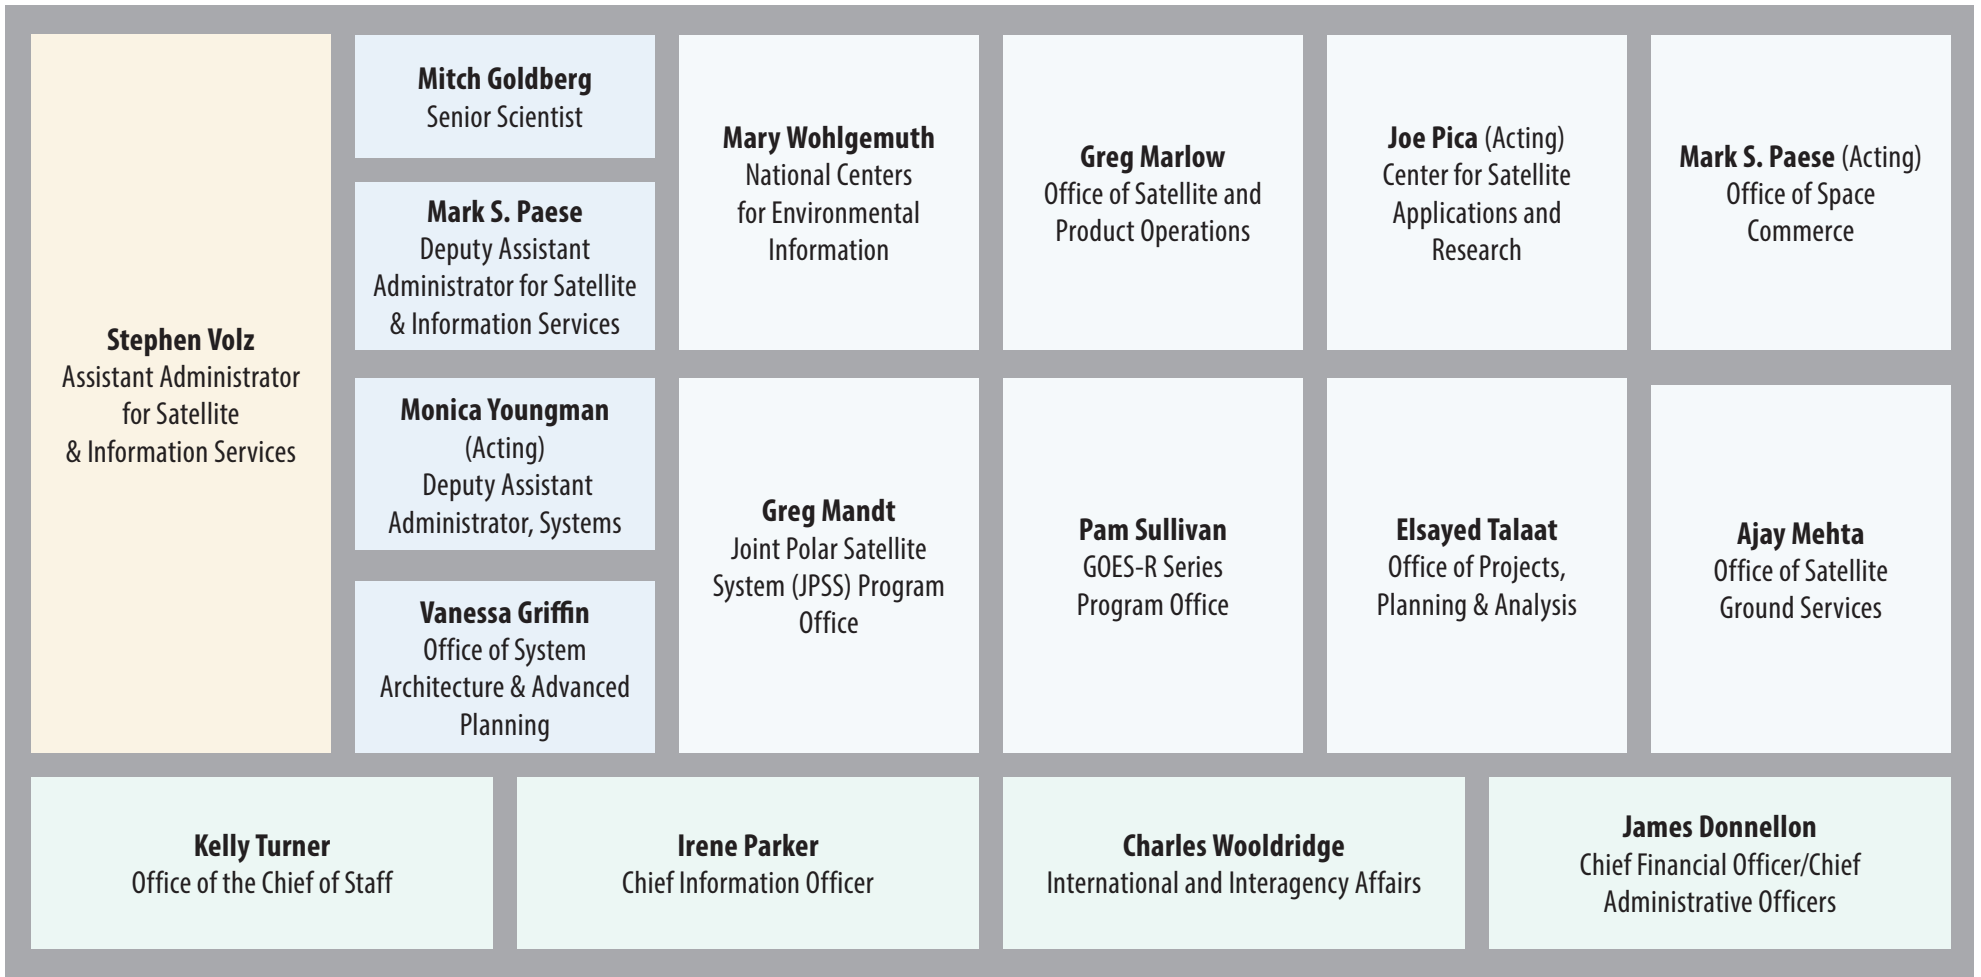 Stephen Volz
Assistant Administrator
for Satellite
& Information Services
Mitch Goldberg
Senior Scientist
Mark S. Paese
Deputy Assistant
Administrator for Satellite
& Information Services
Monica Youngman
(Acting)
Deputy Assistant
Administrator, Systems
Vanessa Griffin
Office of System
Architecture & Advanced
Planning
Mary Wohlgemuth
National Centers
for Environmental
Information
Greg Marlow
Office of Satellite and
Product Operations
Joe Pica (Acting)
Center for Satellite
Applications and
Research
Mark S. Paese (Acting)
Office of Space
Commerce
Greg Mandt
Joint Polar Satellite
System (JPSS) Program
Office
Pam Sullivan
GOES-R Series
Program Office
Elsayed Talaat
Office of Projects,
Planning & Analysis
Ajay Mehta
Office of Satellite
Ground Services
Kelly Turner
Office of the Chief of Staff
Irene Parker
Chief Information Officer
Charles Wooldridge
International and Interagency Affairs
James Donnellon
Chief Financial Officer/Chief
Administrative Officers